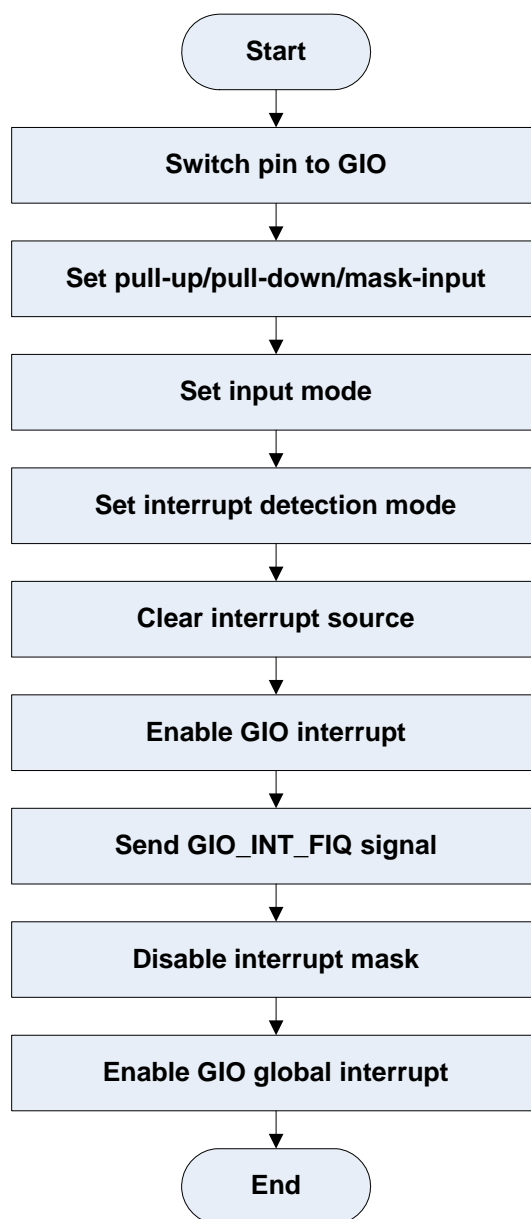 Start
Switch pin to GIO
Set pull-up/pull-down/mask-input
Set input mode
Set interrupt detection mode
Clear interrupt source
Enable GIO interrupt
Send GIO_INT_FIQ signal
Disable interrupt mask
Enable GIO global interrupt
End